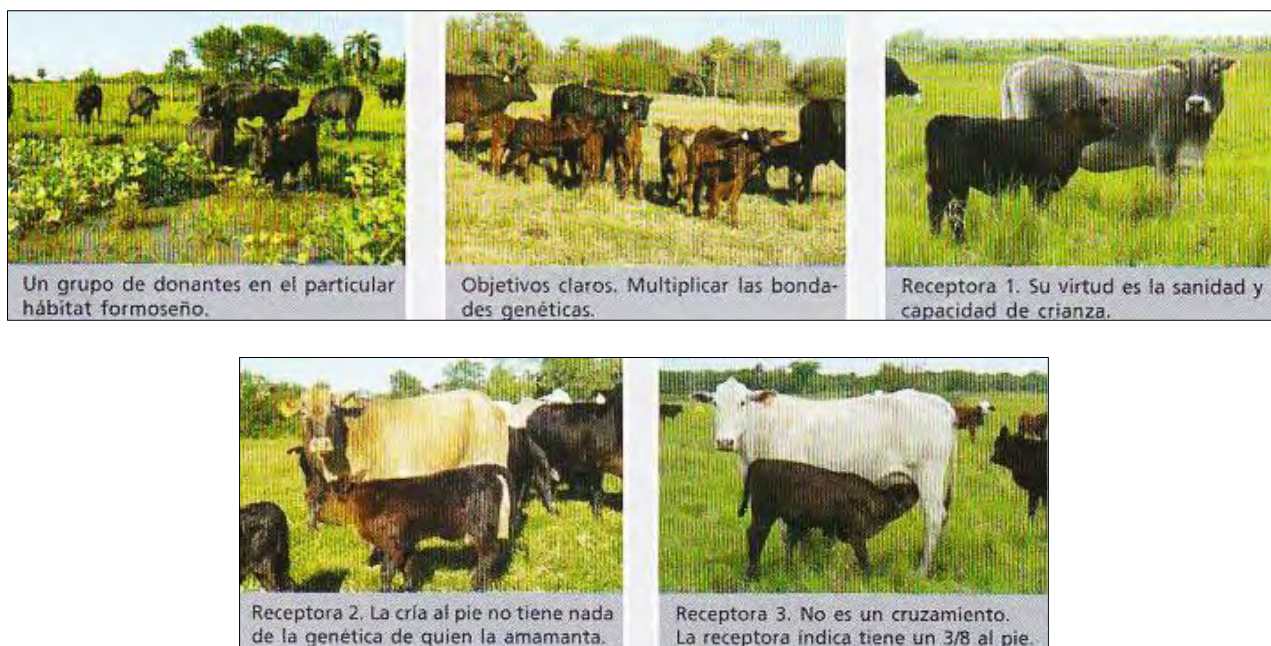 Un grupo de donantes en el particular
hábitat formoseño.
Objetivos claros. Multiplicar las bonda-
des genéticas.
Receptora 1. Su virtud es la sanidad y
capacidad de crianza.
Receptora 2. La cría al pie no tiene nada
de la genética de quien la amamanta.
Receptora 3. No es un cruzamiento.
La receptora indica tiene un 3/8 al pie.